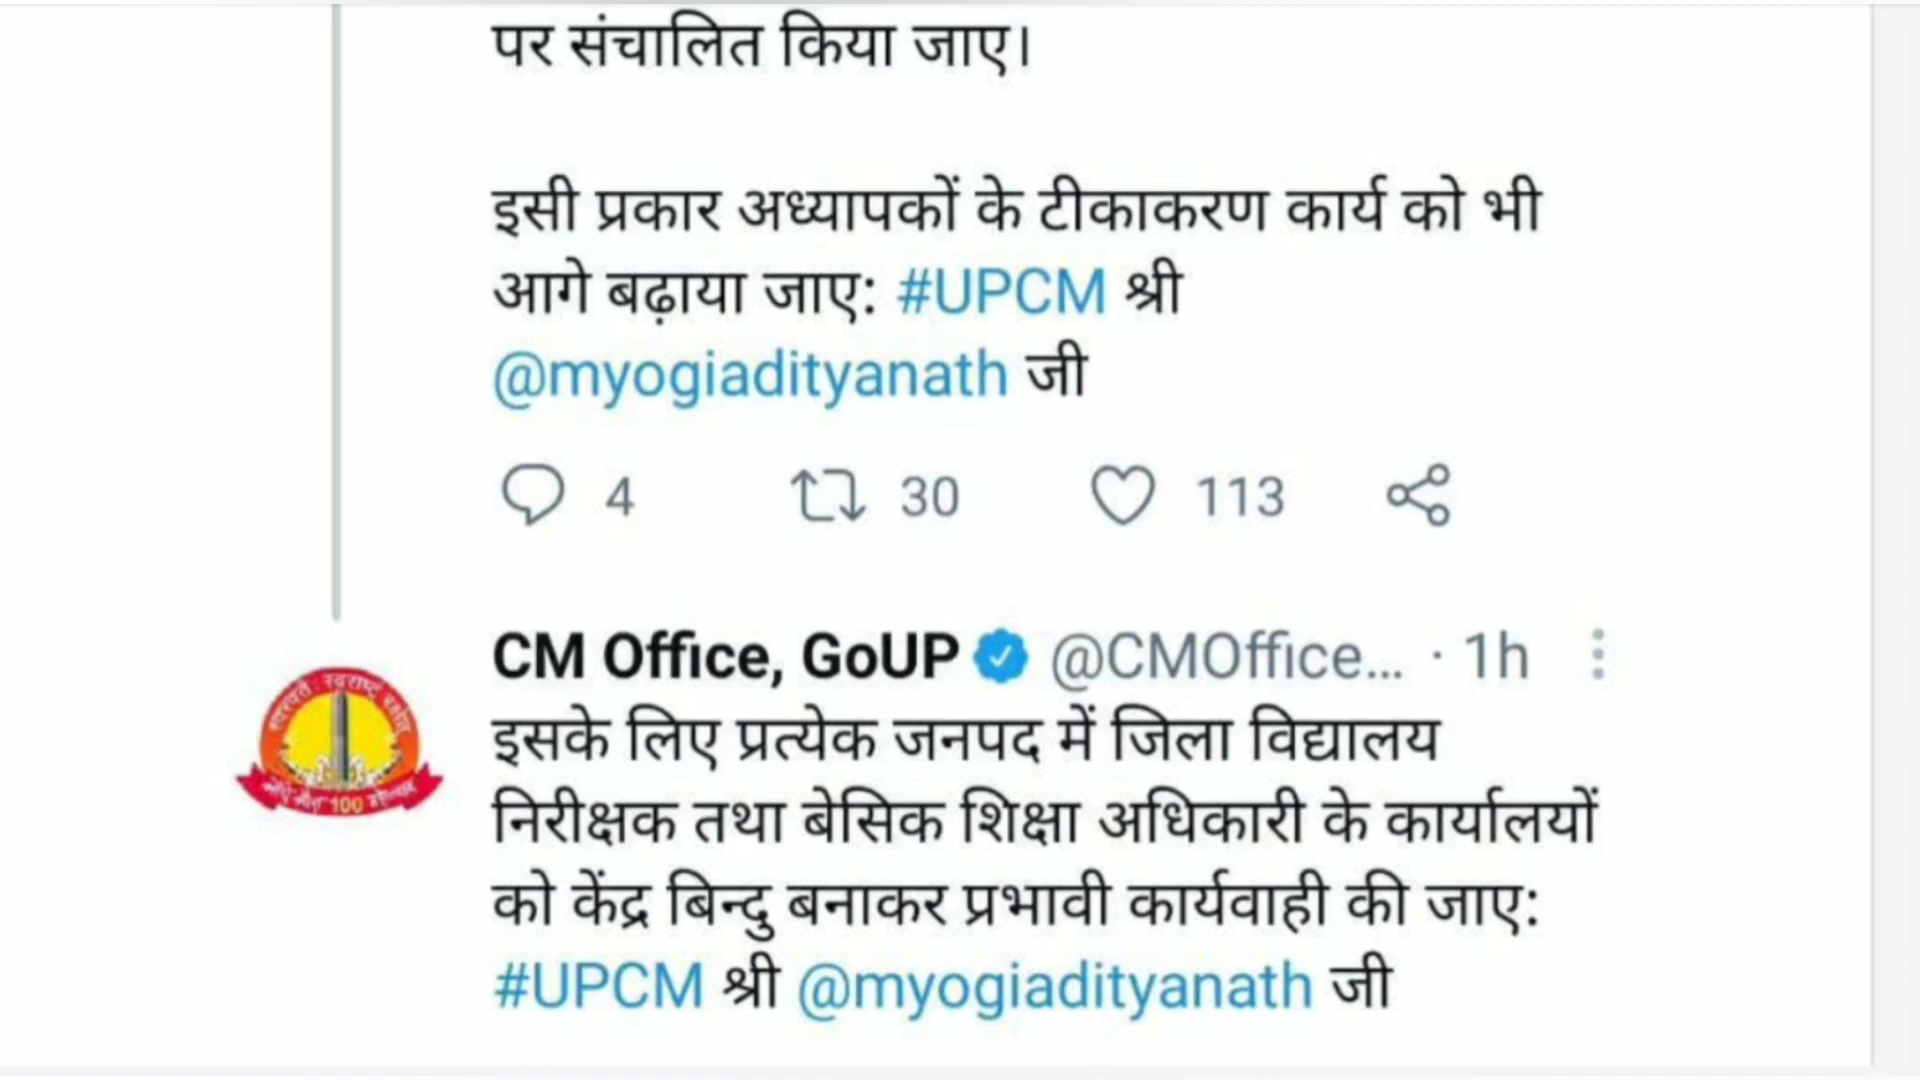 पर संचालित किया जाए।
इसी प्रकार अध्यापकों के टीकाकरण कार्य को भी
आगे बढ़ाया जाए: #UPCM श्री
@myogiadityanath जी
4 30 113
CM Office, GoUP @CMOffice... · 1h
100
इसके लिए प्रत्येक जनपद में जिला विद्यालय
निरीक्षक तथा बेसिक शिक्षा अधिकारी के कार्यालयों
को केंद्र बिन्दु बनाकर प्रभावी कार्यवाही की जाए:
#UPCM श्री @myogiadityanath जी